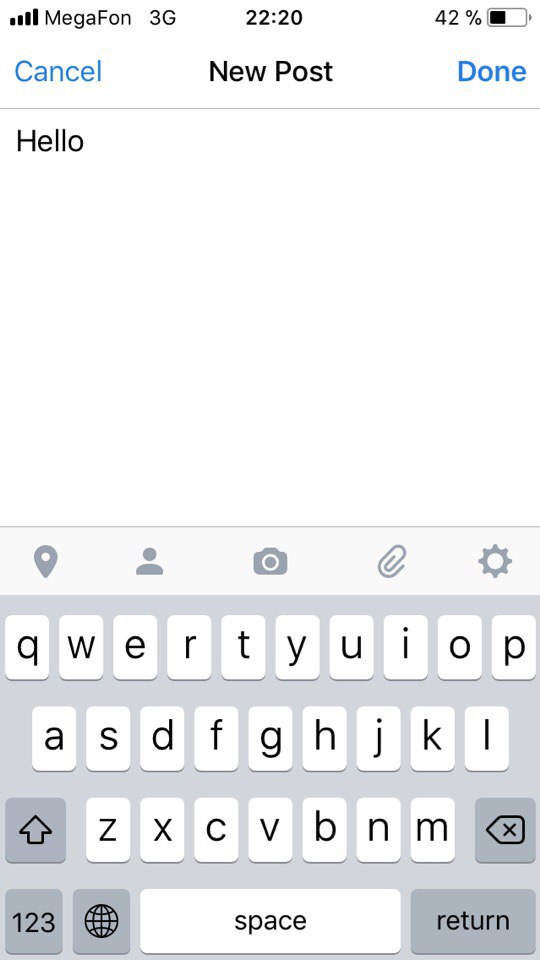 MegaFon 3G 22:20 42 %
Cancel New Post Done
Hello
q w e r t y u i o p
a s d f g h j k l
z x c v b n m
123 space return